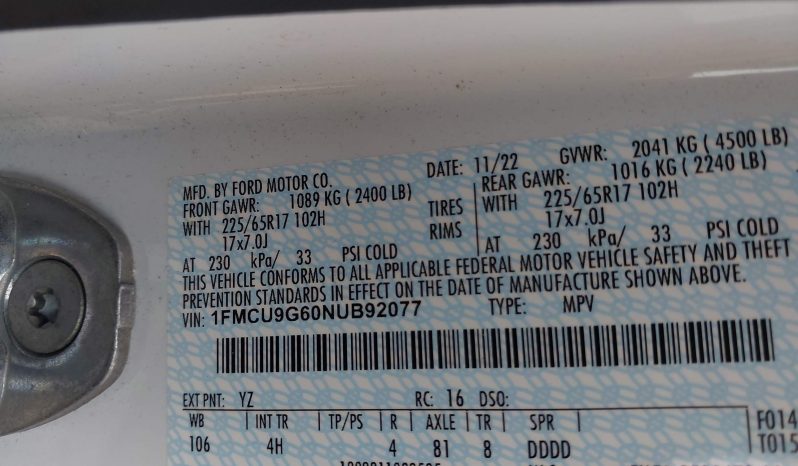 MFD. BY FORD MOTOR CO.
DATE: 11/22 GVWR: 2041 KG ( 4500 LB)
FRONT GAWR: 1089 KG ( 2400 LB)
REAR GAWR: 1016 KG ( 2240 LB)
WITH 225/65R17 102H TIRES WITH 225/65R17 102H
17x7.0J RIMS 17x7.0J
AT 230 kPa/ 33 PSI COLD AT 230 kPa/ 33 PSI COLD
THIS VEHICLE CONFORMS TO ALL APPLICABLE FEDERAL MOTOR VEHICLE SAFETY AND THEFT
PREVENTION STANDARDS IN EFFECT ON THE DATE OF MANUFACTURE SHOWN ABOVE.
VIN: 1FMCU9G60NUB92077 TYPE: MPV
EXT PNT: YZ RC: 16 DSO:
WB | INT TR | TP/PS | R | AXLE | TR | SPR | F014
106 4H 4 81 8 DDDD T015